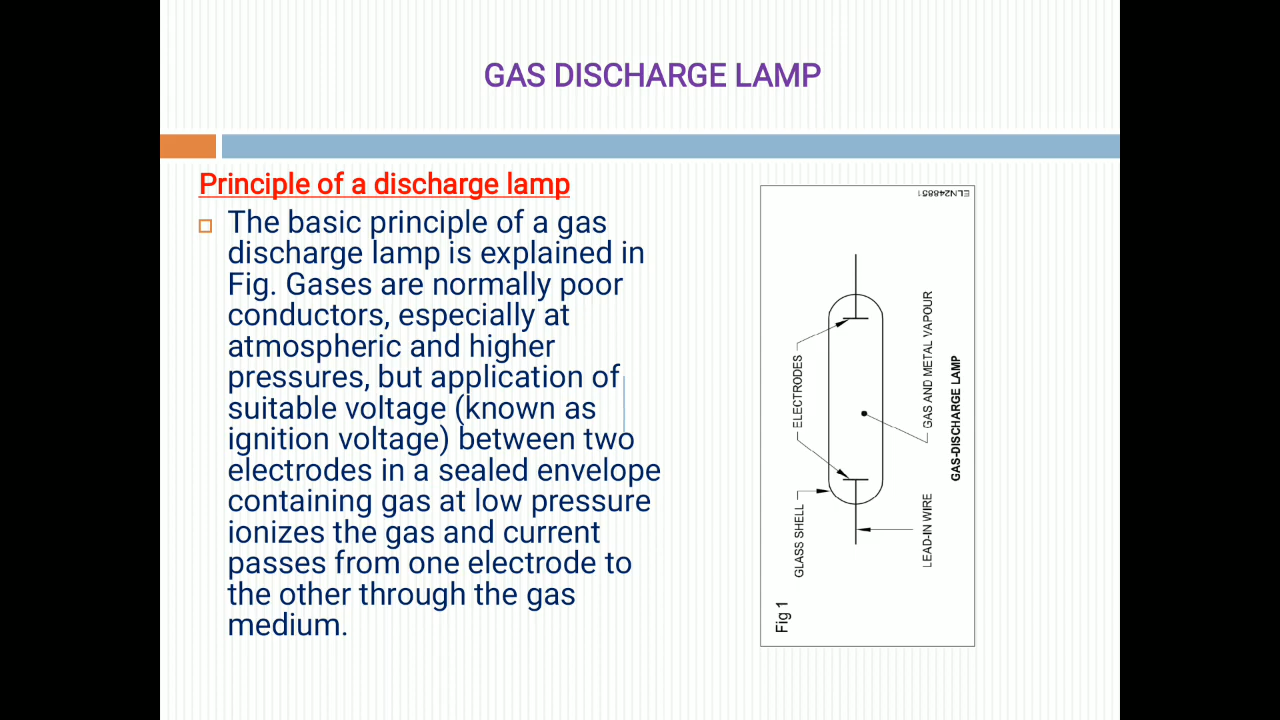 GAS DISCHARGE LAMP
Principle of a discharge lamp
The basic principle of a gas
discharge lamp is explained in
Fig. Gases are normally poor
conductors, especially at
atmospheric and higher
pressures, but application of
suitable voltage (known as
ignition voltage) between two
electrodes in a sealed envelope
containing gas at low pressure
ionizes the gas and current
passes from one electrode to
the other through the gas
medium.
Fig 1
GLASS SHELL
ELECTRODES
LEAD-IN WIRE
GAS AND METAL VAPOUR
GAS-DISCHARGE LAMP
ELN248851